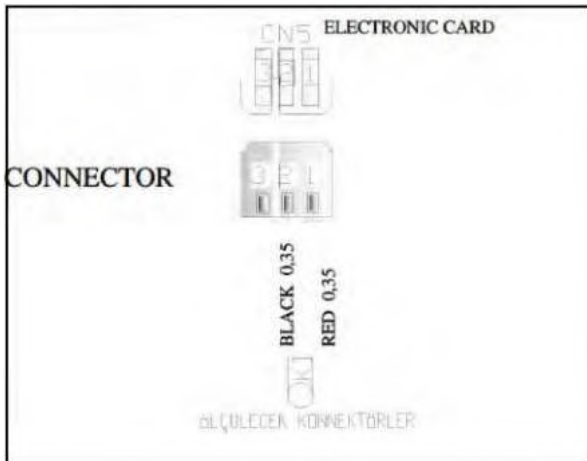 CN5 ELECTRONIC CARD
3 2 1
CONNECTOR
3 2 1
BLACK 0,35
RED 0,35
ÖLÇÜLECEK KONNEKTÖRLER